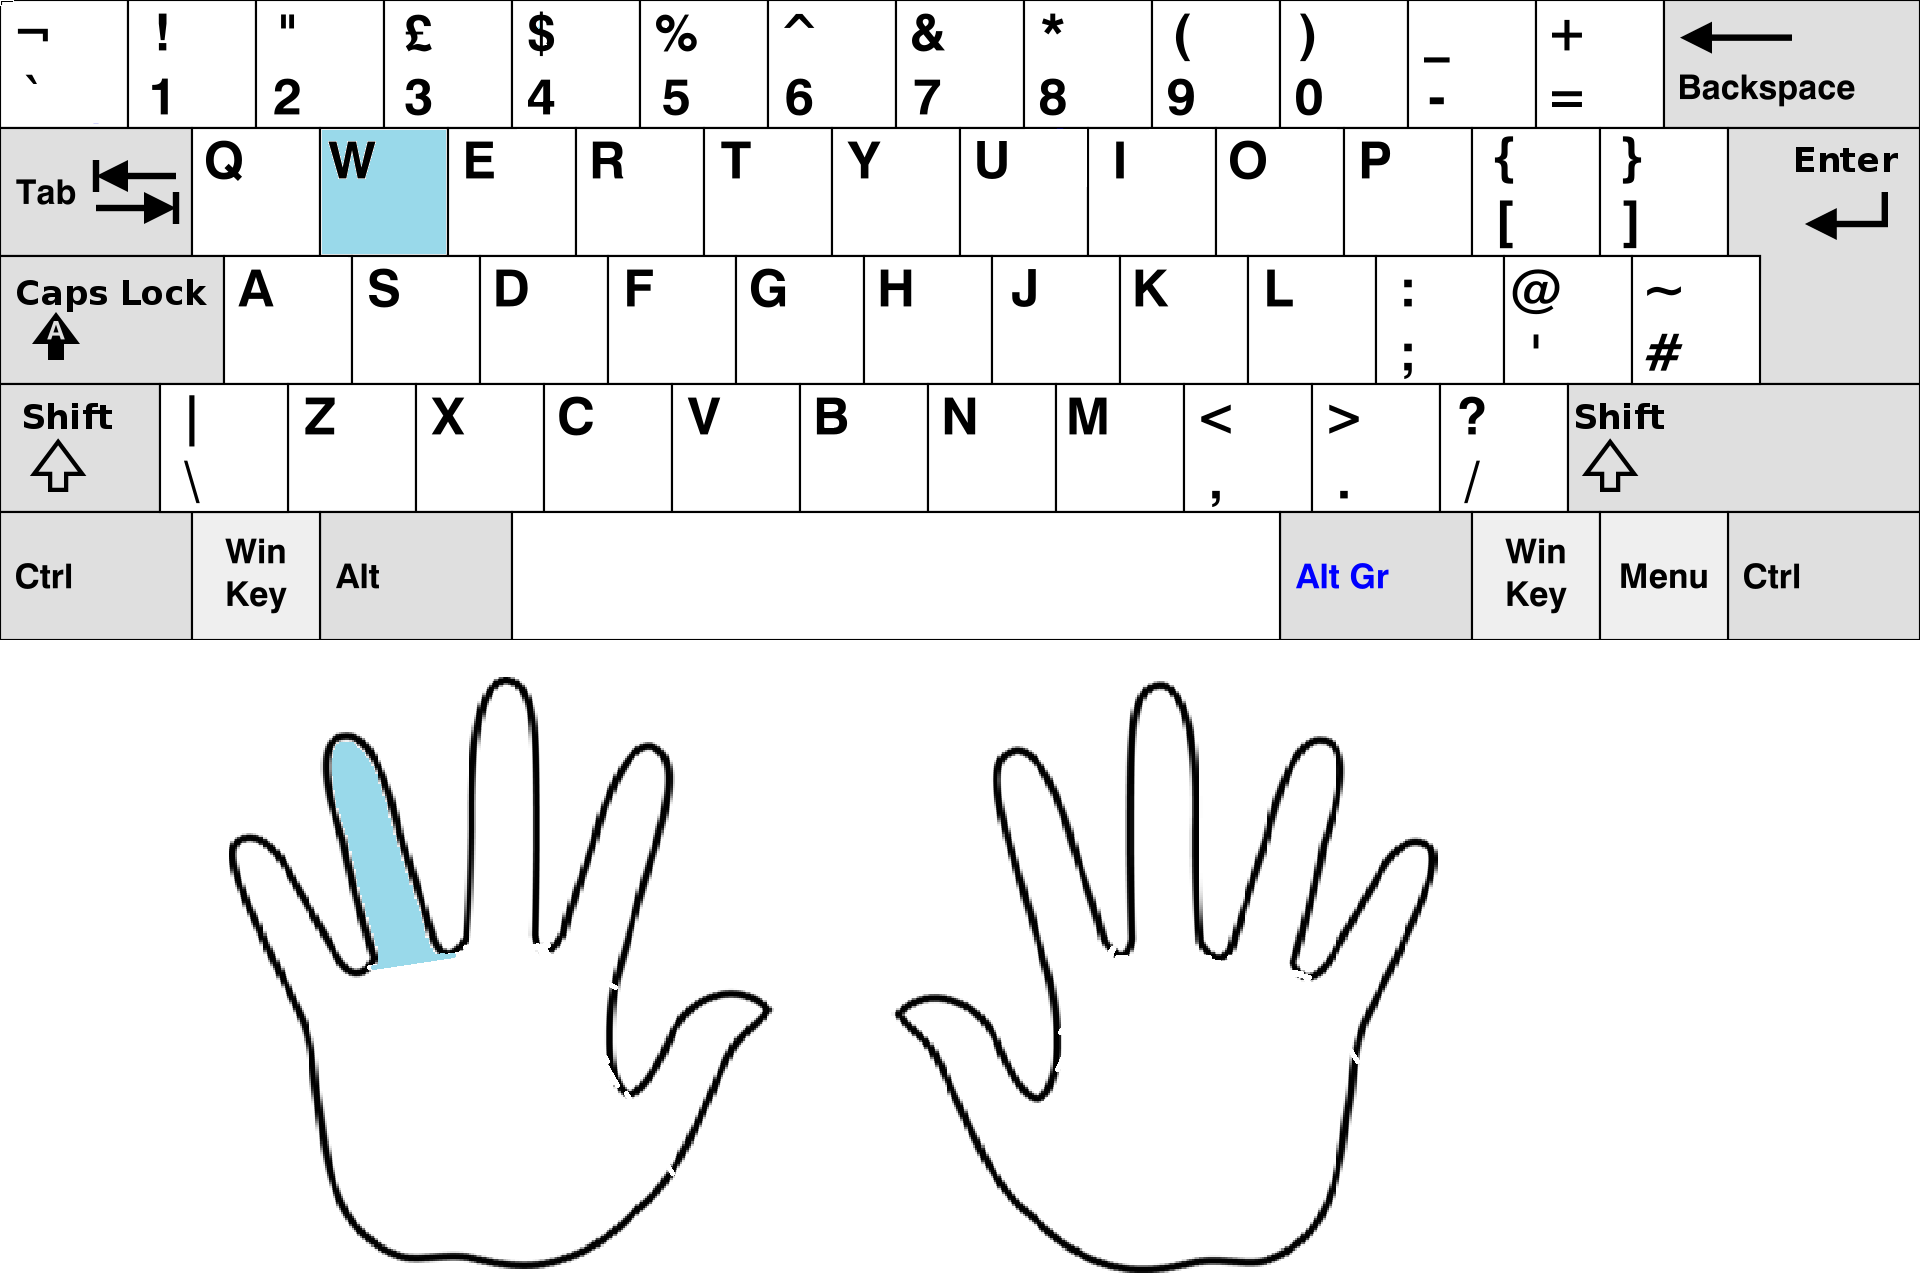 ¬ ! " £ $ % ^ & * ( ) _ +
` 1 2 3 4 5 6 7 8 9 0 - = Backspace
Tab Q W E R T Y U I O P { } Enter
[ ]
Caps Lock A S D F G H J K L : @ ~
A ; ' #
Shift | Z X C V B N M < > ? Shift
\ , . /
Ctrl Win Key Alt Alt Gr Win Key Menu Ctrl